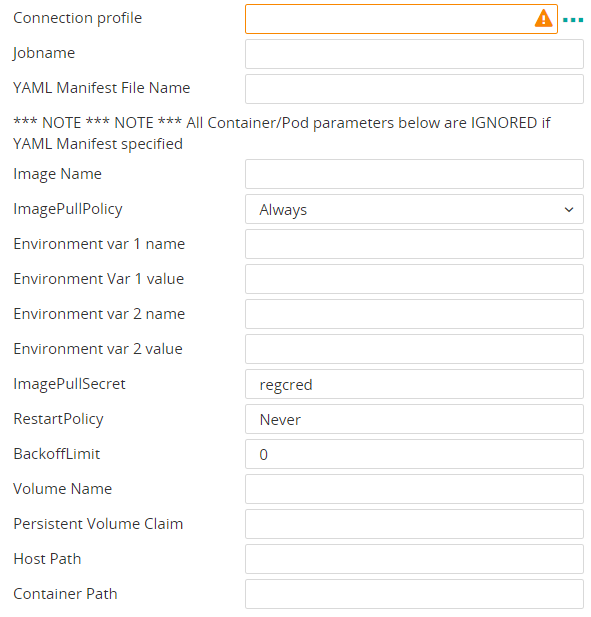 Connection profile
Jobname
YAML Manifest File Name
*** NOTE *** NOTE *** All Container/Pod parameters below are IGNORED if
YAML Manifest specified
Image Name
ImagePullPolicy Always
Environment var 1 name
Environment Var 1 value
Environment var 2 name
Environment var 2 value
ImagePullSecret regcred
RestartPolicy Never
BackoffLimit 0
Volume Name
Persistent Volume Claim
Host Path
Container Path